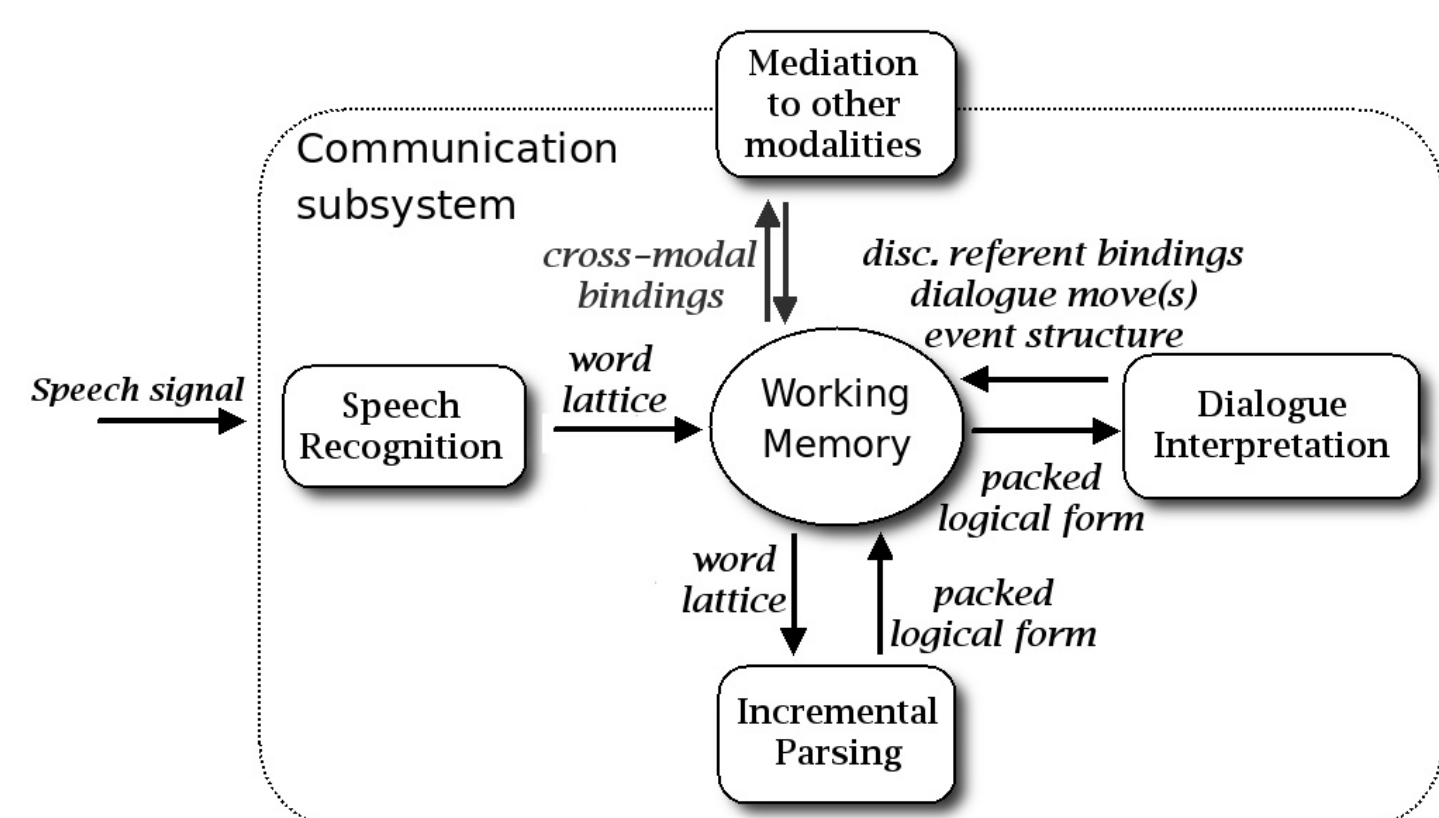 Mediation
to other
modalities
Communication
subsystem
cross-modal
bindings
disc. referent bindings
dialogue move(s)
event structure
Speech signal
Speech
Recognition
word
lattice
Working
Memory
Dialogue
Interpretation
packed
logical form
word
lattice
packed
logical form
Incremental
Parsing